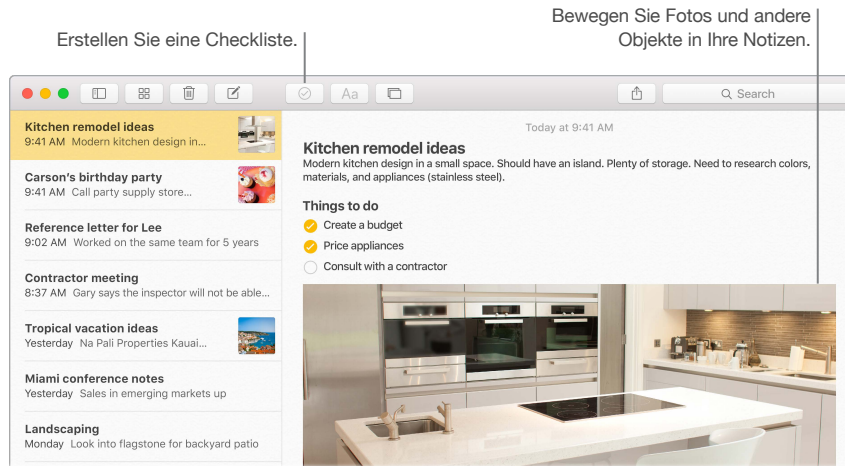 Bewegen Sie Fotos und andere
Objekte in Ihre Notizen.
Erstellen Sie eine Checkliste.
Aa
Search
Kitchen remodel ideas
9:41 AM Modern kitchen design in...
Carson's birthday party
9:41 AM Call party supply store...
Reference letter for Lee
9:02 AM Worked on the same team for 5 years
Contractor meeting
8:37 AM Gary says the inspector will not be able...
Tropical vacation ideas
Yesterday Na Pali Properties Kauai...
Miami conference notes
Yesterday Sales in emerging markets up
Landscaping
Monday Look into flagstone for backyard patio
Today at 9:41 AM
Kitchen remodel ideas
Modern kitchen design in a small space. Should have an island. Plenty of storage. Need to research colors,
materials, and appliances (stainless steel).
Things to do
Create a budget
Price appliances
Consult with a contractor